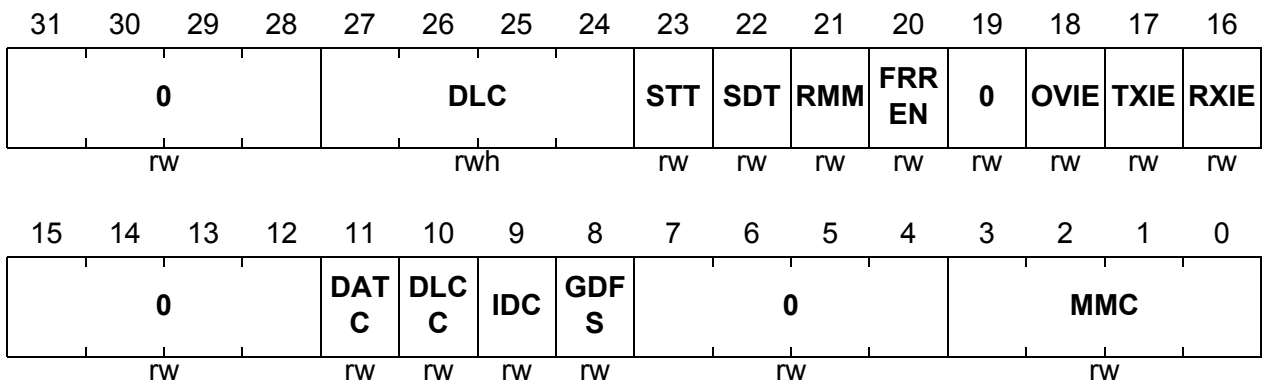 31 30 29 28 27 26 25 24 23 22 21 20 19 18 17 16
0 DLC STT SDT RMM FRR EN 0 OVIE TXIE RXIE
rw rwh rw rw rw rw rw rw rw rw
15 14 13 12 11 10 9 8 7 6 5 4 3 2 1 0
0 DAT C DLC C IDC GDF S 0 MMC
rw rw rw rw rw rw rw